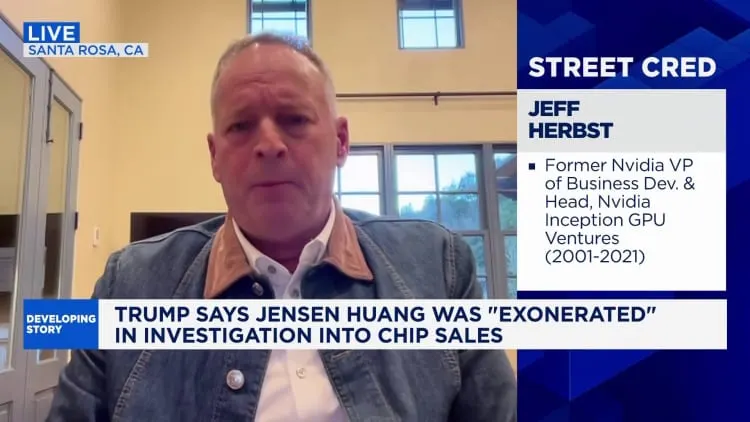 LIVE
SANTA ROSA, CA
STREET CRED
JEFF
HERBST
▪ Former Nvidia VP
of Business Dev. &
Head, Nvidia
Inception GPU
Ventures
(2001-2021)
DEVELOPING
STORY
TRUMP SAYS JENSEN HUANG WAS "EXONERATED"
IN INVESTIGATION INTO CHIP SALES